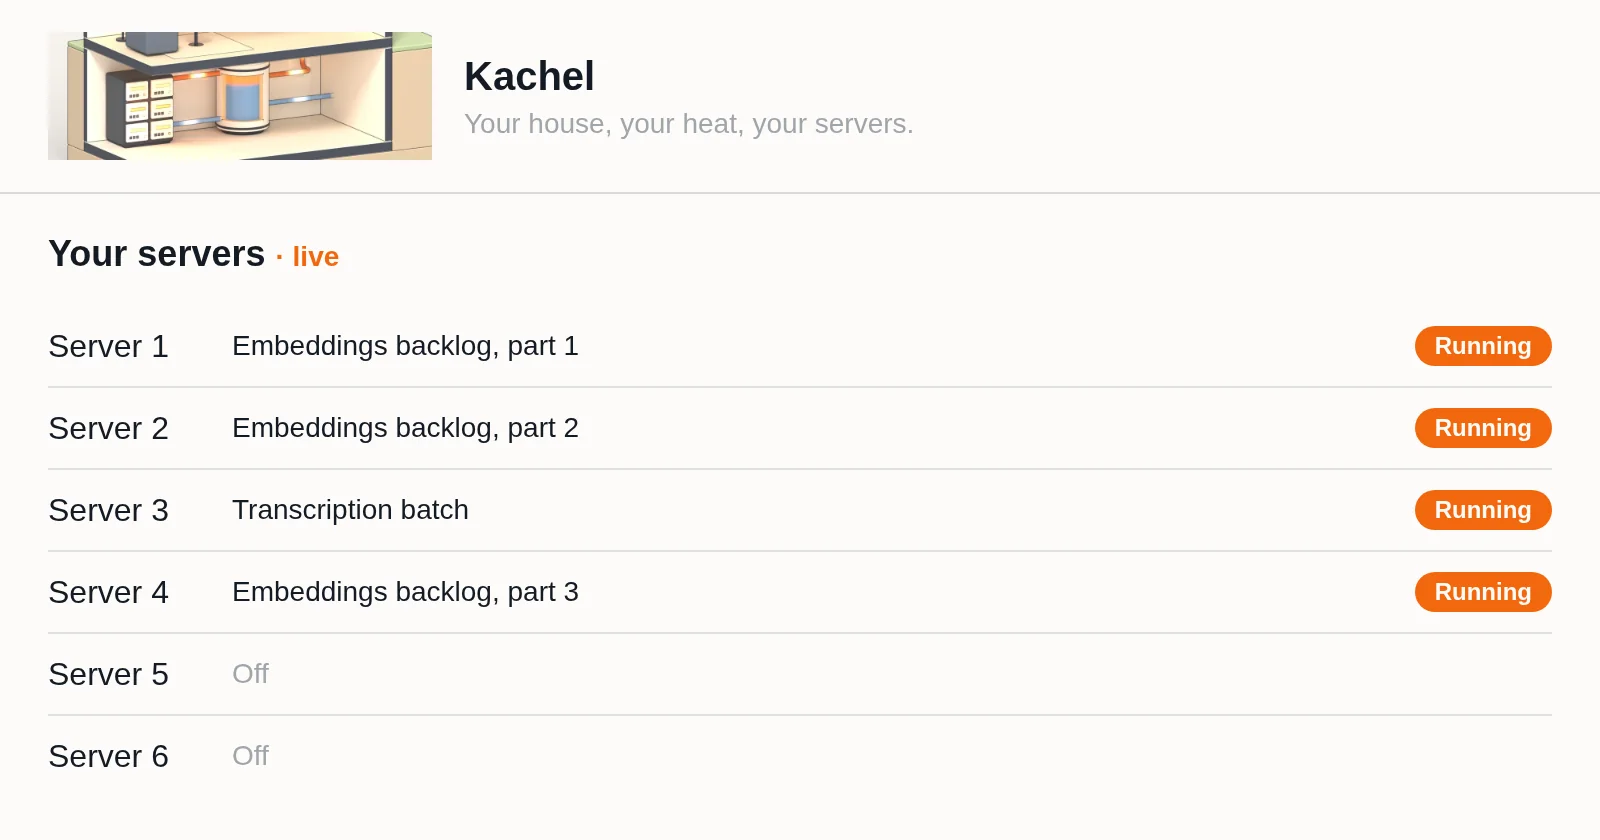 Kachel
Your house, your heat, your servers.
Your servers · live
Server 1 Embeddings backlog, part 1 Running
Server 2 Embeddings backlog, part 2 Running
Server 3 Transcription batch Running
Server 4 Embeddings backlog, part 3 Running
Server 5 Off
Server 6 Off